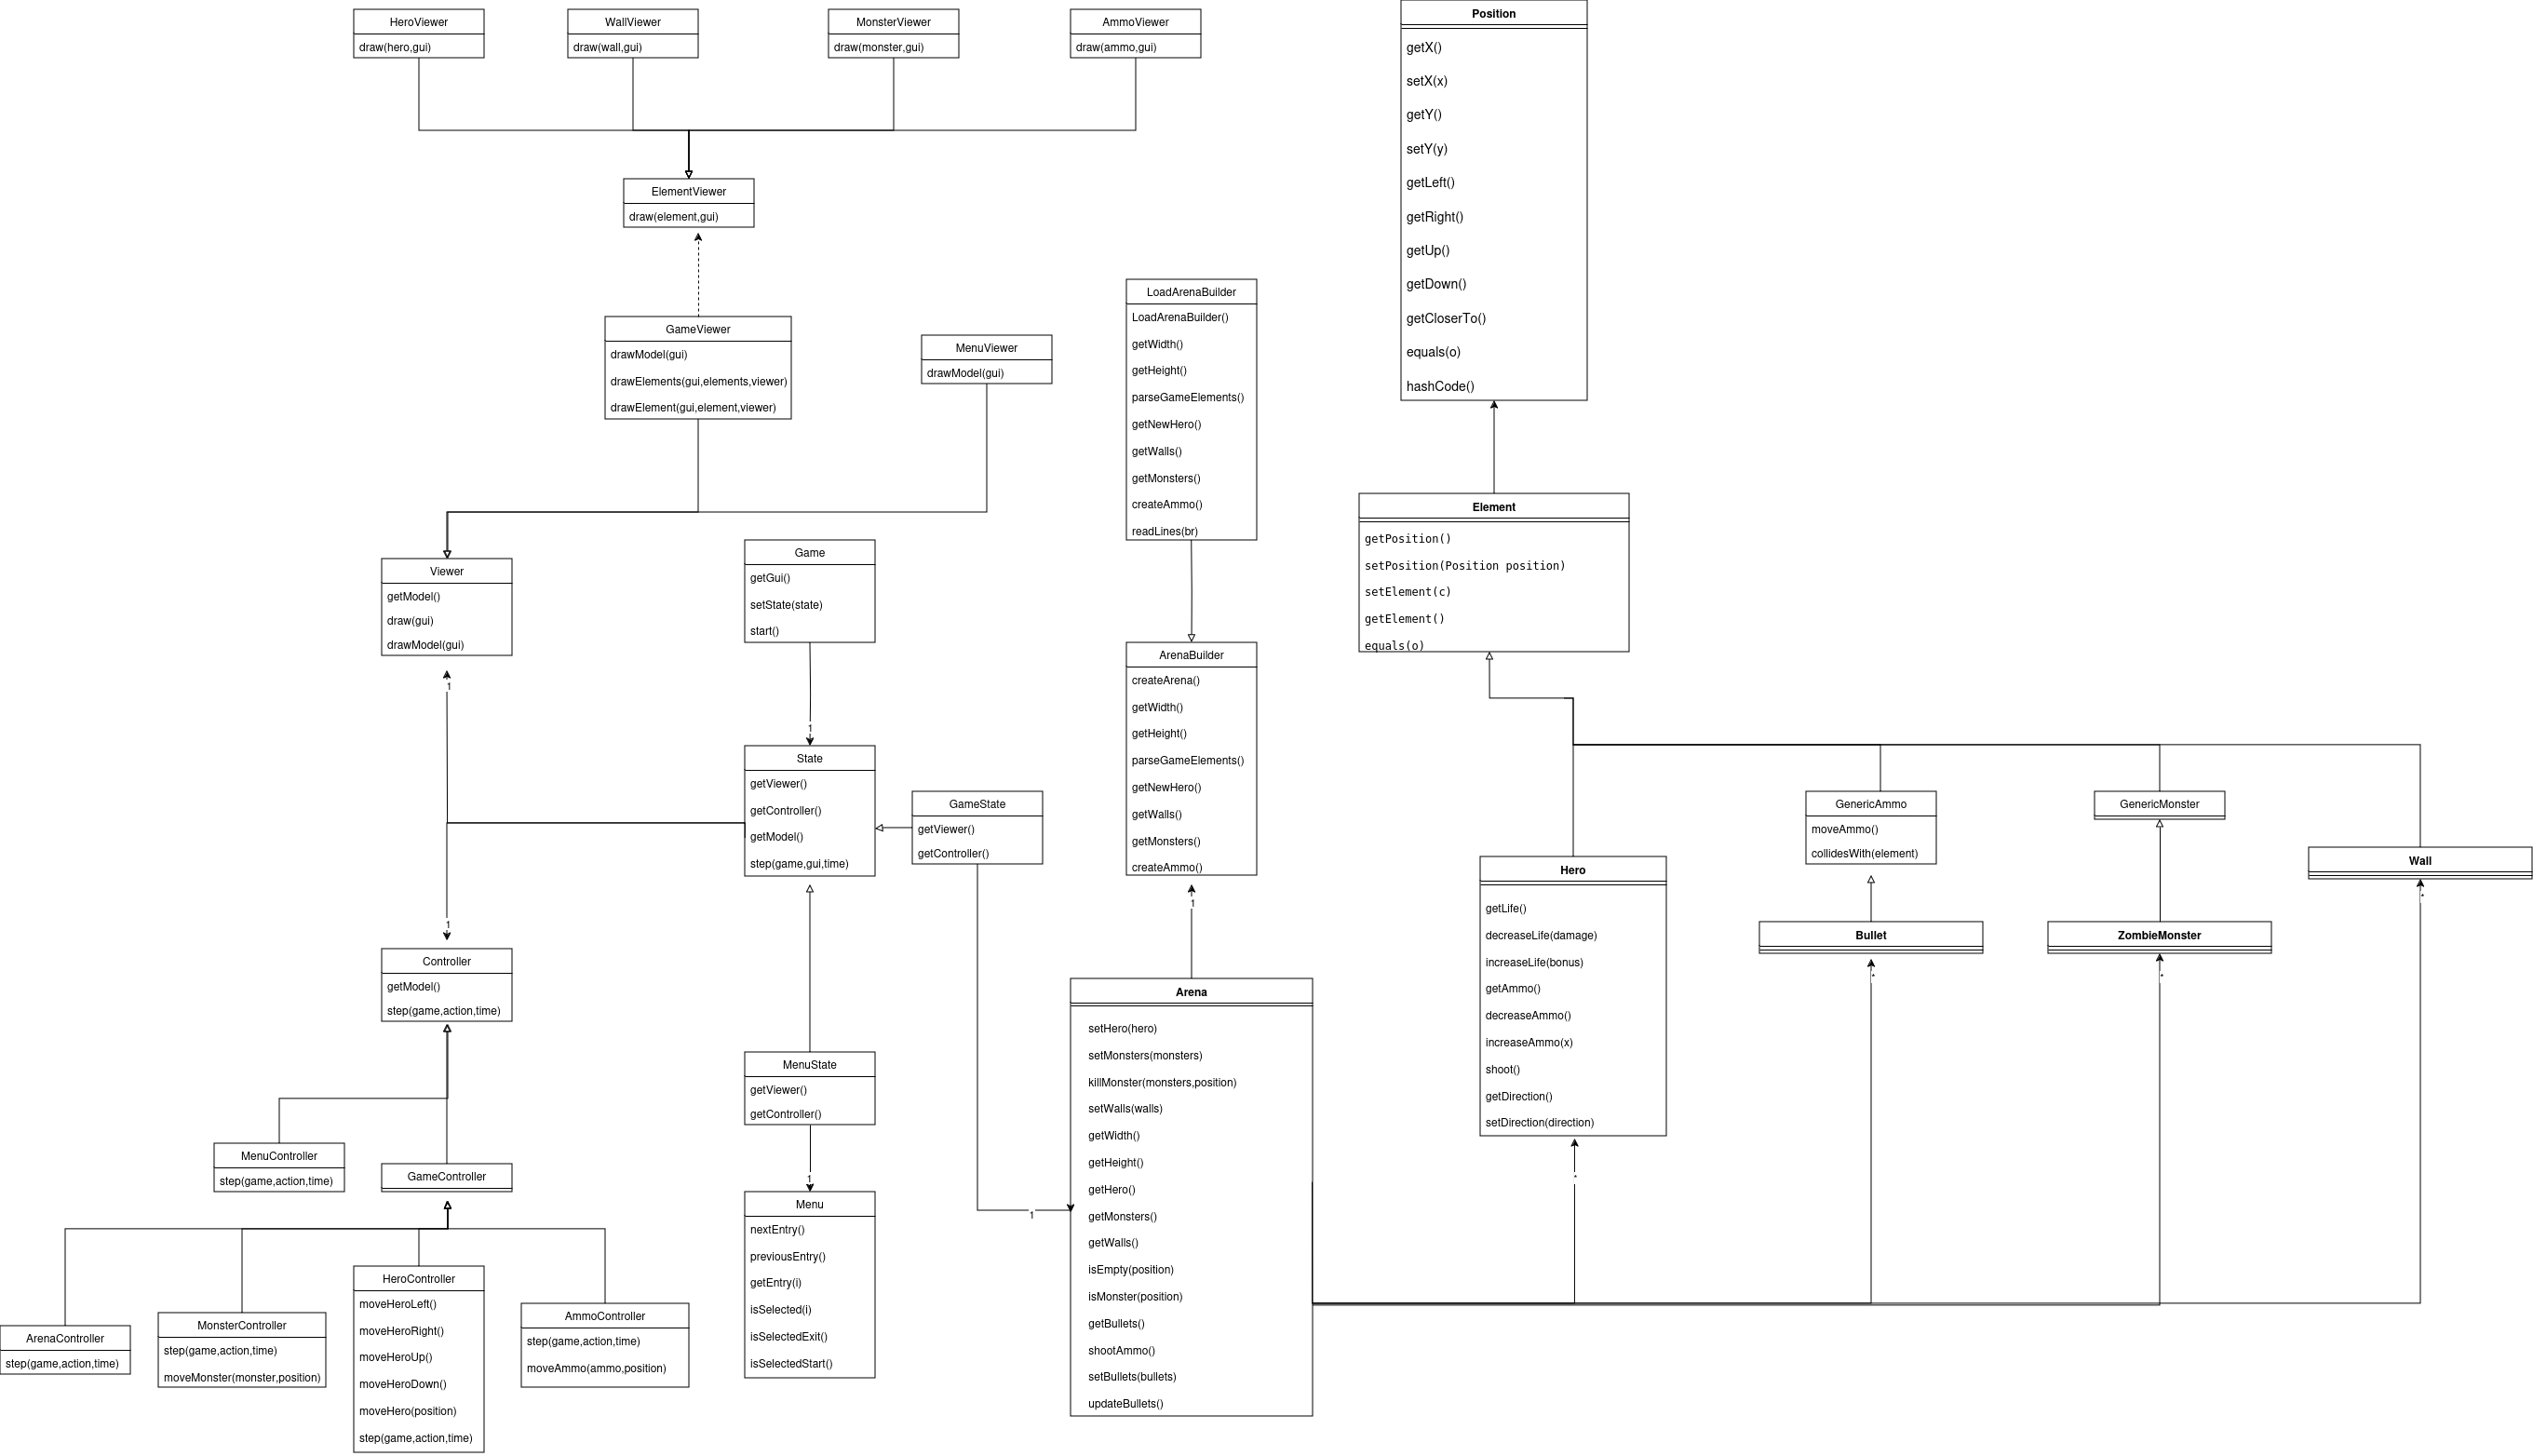 HeroViewer
draw(hero,gui)
WallViewer
draw(wall,gui)
MonsterViewer
draw(monster,gui)
AmmoViewer
draw(ammo,gui)
Position
getX()
setX(x)
getY()
setY(y)
getLeft()
getRight()
getUp()
getDown()
getCloserTo()
equals(o)
hashCode()
ElementViewer
draw(element,gui)
GameViewer
drawModel(gui)
drawElements(gui,elements,viewer)
drawElement(gui,element,viewer)
MenuViewer
drawModel(gui)
LoadArenaBuilder
LoadArenaBuilder()
getWidth()
getHeight()
parseGameElements()
getNewHero()
getWalls()
getMonsters()
createAmmo()
readLines(br)
Element
getPosition()
setPosition(Position position)
setElement(c)
getElement()
equals(o)
Viewer
getModel()
draw(gui)
drawModel(gui)
1
Game
getGui()
setState(state)
start()
1
ArenaBuilder
createArena()
getWidth()
getHeight()
parseGameElements()
getNewHero()
getWalls()
getMonsters()
createAmmo()
1
State
getViewer()
getController()
getModel()
step(game,gui,time)
GameState
getViewer()
getController()
GenericAmmo
moveAmmo()
collidesWith(element)
GenericMonster
Wall
*
Hero
getLife()
decreaseLife(damage)
increaseLife(bonus)
getAmmo()
decreaseAmmo()
increaseAmmo(x)
shoot()
getDirection()
setDirection(direction)
*
Bullet
*
ZombieMonster
*
1
Controller
getModel()
step(game,action,time)
Arena
setHero(hero)
setMonsters(monsters)
killMonster(monsters,position)
setWalls(walls)
getWidth()
getHeight()
getHero()
getMonsters()
getWalls()
isEmpty(position)
isMonster(position)
getBullets()
shootAmmo()
setBullets(bullets)
updateBullets()
1
MenuState
getViewer()
getController()
1
MenuController
step(game,action,time)
GameController
Menu
nextEntry()
previousEntry()
getEntry(i)
isSelected(i)
isSelectedExit()
isSelectedStart()
ArenaController
step(game,action,time)
MonsterController
step(game,action,time)
moveMonster(monster,position)
HeroController
moveHeroLeft()
moveHeroRight()
moveHeroUp()
moveHeroDown()
moveHero(position)
step(game,action,time)
AmmoController
step(game,action,time)
moveAmmo(ammo,position)